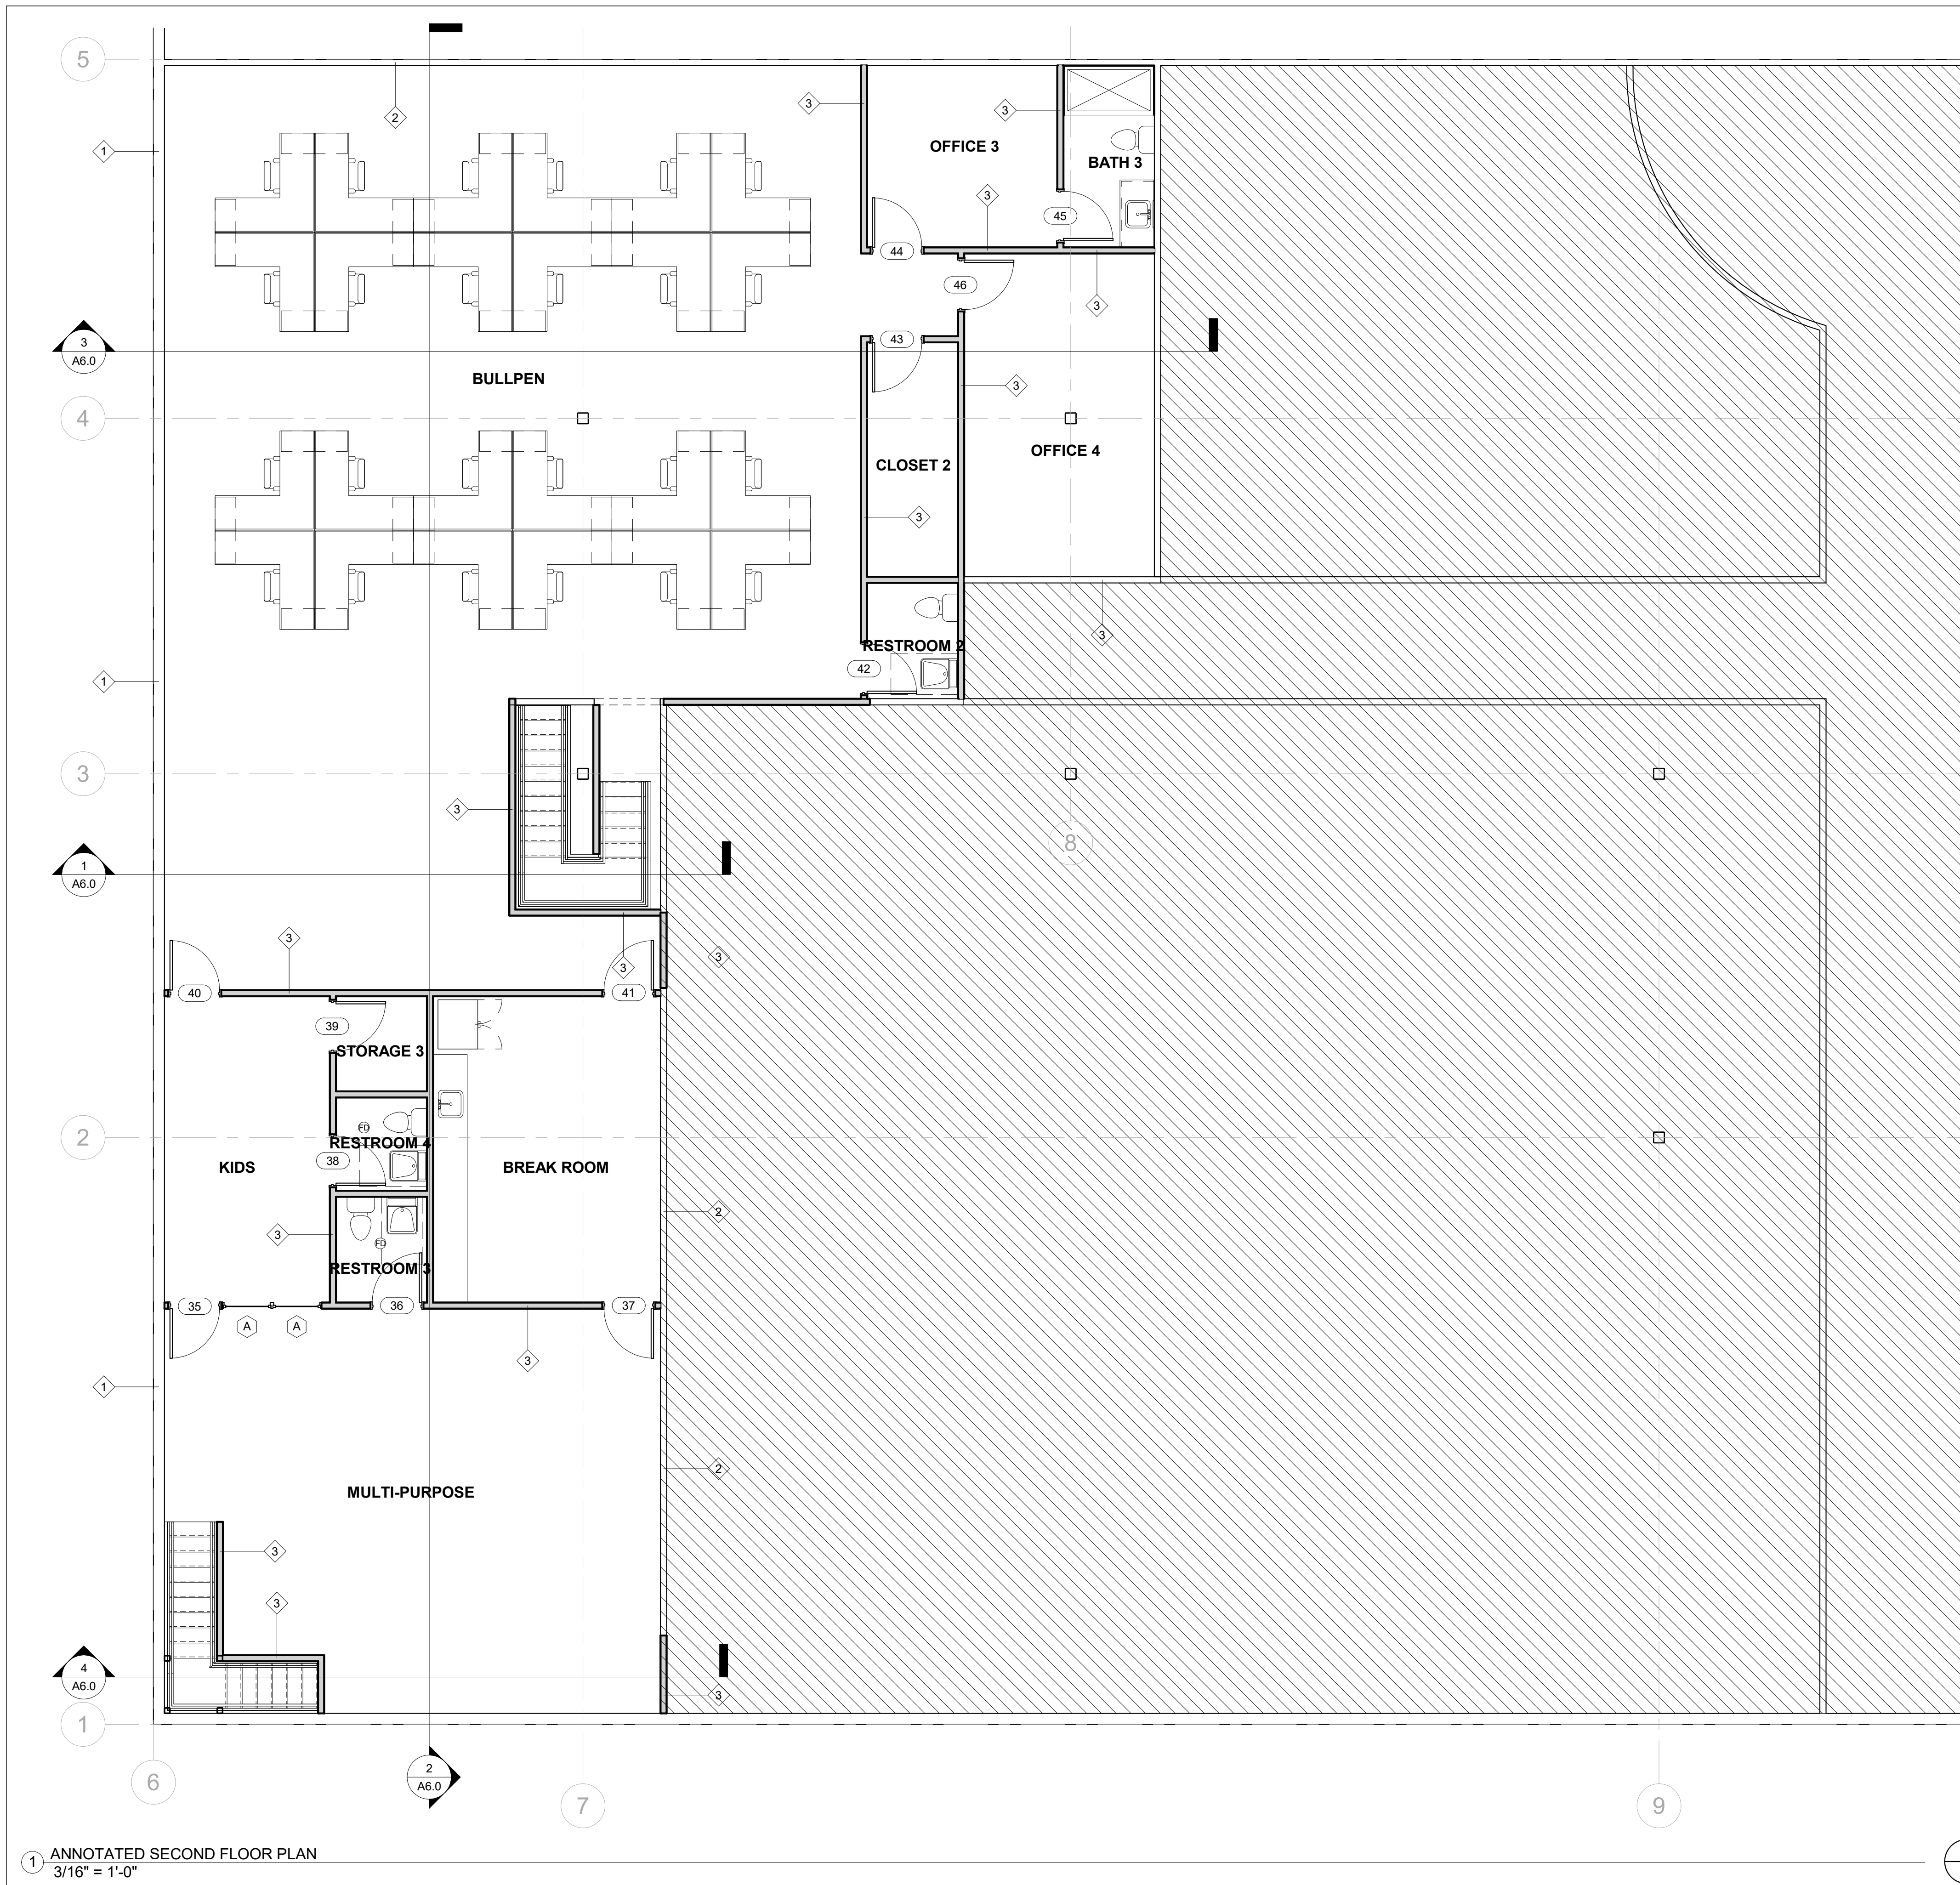 5
2
3
3
1
OFFICE 3
BATH 3
3
45
44
46
3
3
A6.0
43
BULLPEN
3
4
OFFICE 4
CLOSET 2
3
3
RESTROOM 2
42
1
3
3
8
1
A6.0
3
3
3
40
41
39
STORAGE 3
FD
2
RESTROOM 4
38
KIDS
BREAK ROOM
2
3
FD
RESTROOM 3
35
36
37
A
A
3
1
2
MULTI-PURPOSE
3
3
4
A6.0
3
1
6
2
A6.0
7
9
1
ANNOTATED SECOND FLOOR PLAN
3/16" = 1'-0"